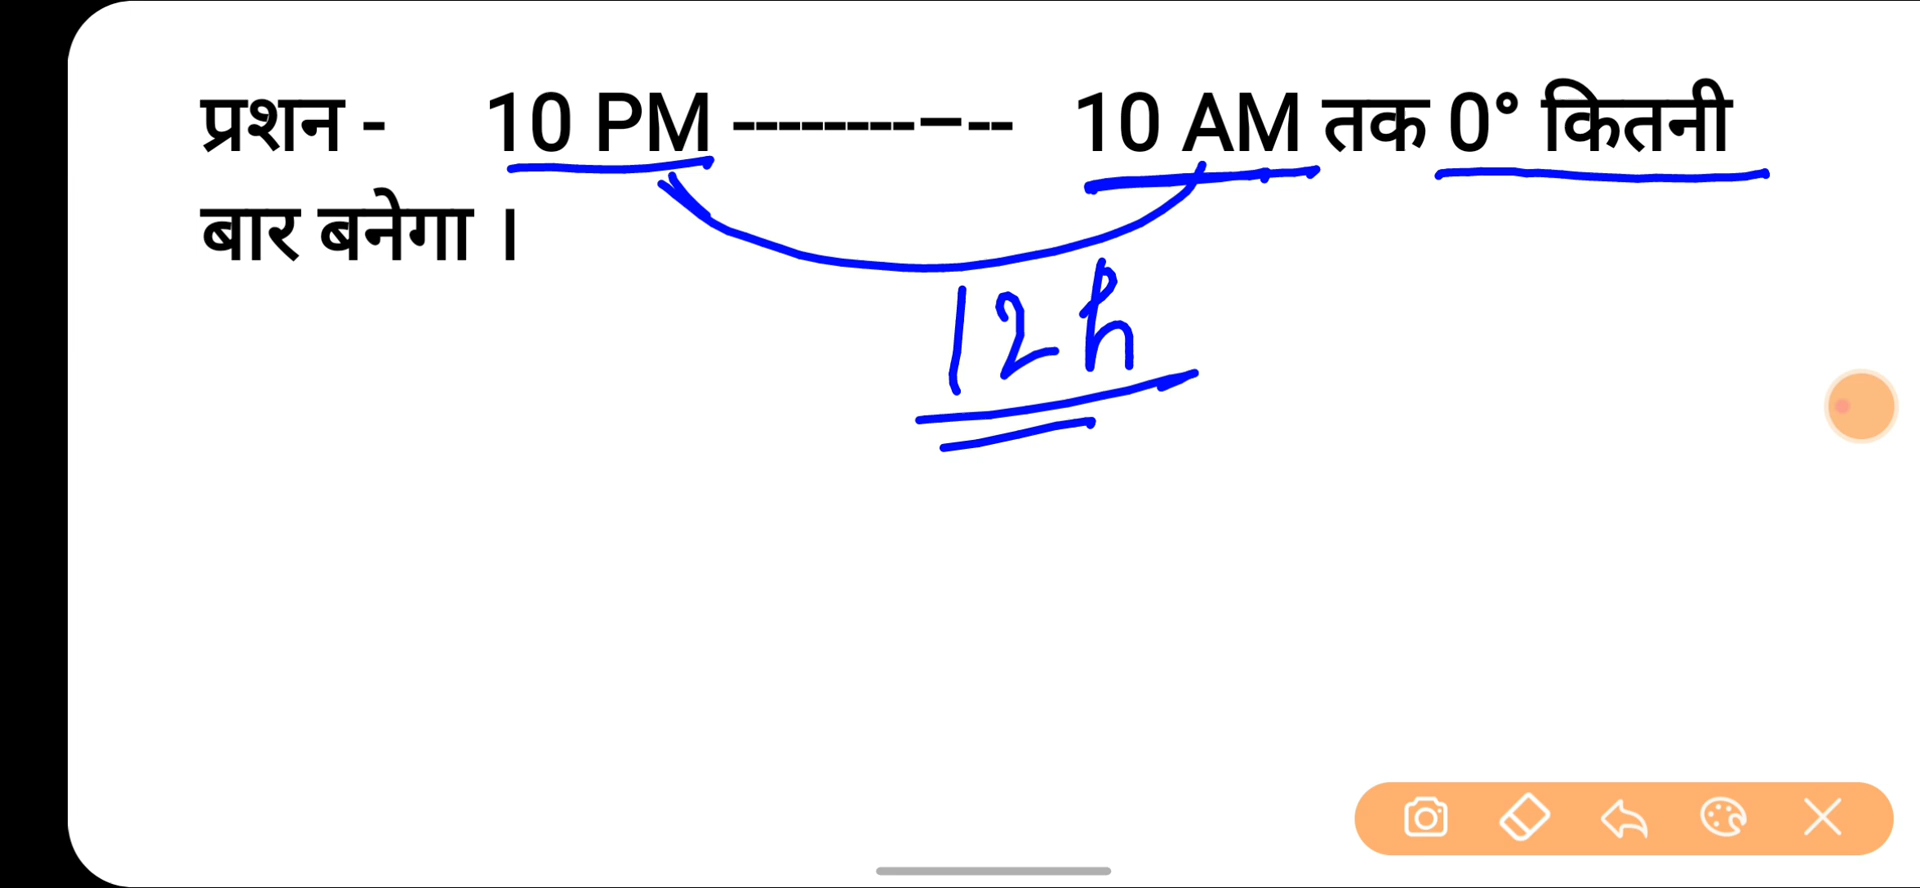 प्रशन - 10 PM ---------–-- 10 AM तक 0° कितनी
बार बनेगा ।
12h